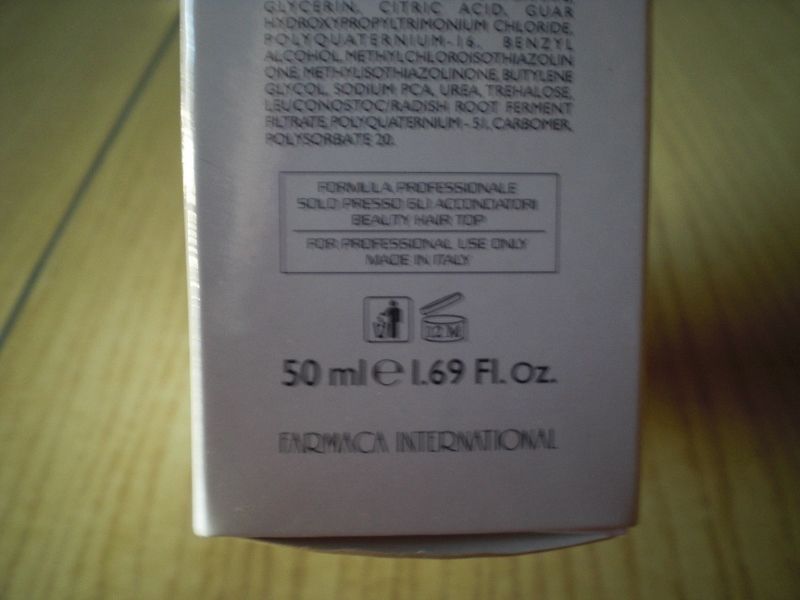 GLYCERIN, CITRIC ACID, GUAR
HYDROXYPROPYLTRIMONIUM CHLORIDE,
POLYQUATERNIUM-16, BENZYL
ALCOHOL, METHYLCHLOROISOTHIAZOLIN
ONE, METHYLISOTHIAZOLINONE, BUTYLENE
GLYCOL, SODIUM PCA, UREA, TREHALOSE,
LEUCONOSTOC/RADISH ROOT FERMENT
FILTRATE, POLYQUATERNIUM-51, CARBOMER,
POLYSORBATE 20.
FORMULA PROFESSIONALE
SOLO PRESSO GLI ACCONCIATORI
BEAUTY HAIR TOP
FOR PROFESSIONAL USE ONLY
MADE IN ITALY
12 M
50 ml e 1.69 Fl. Oz.
FARMACA INTERNATIONAL